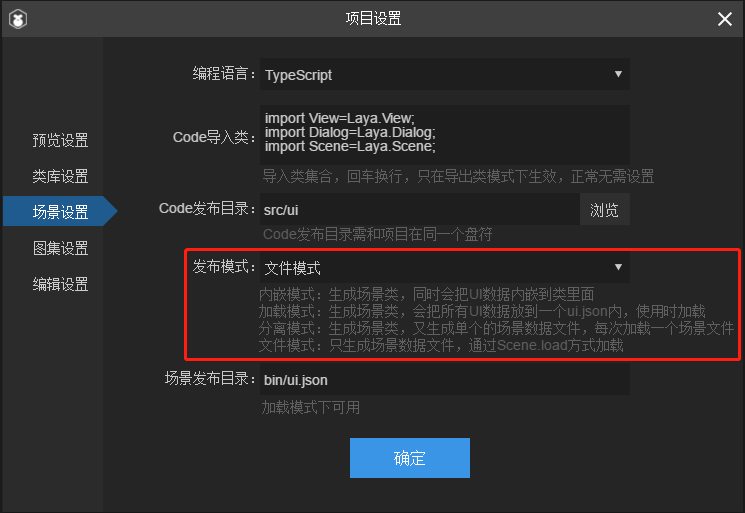 项目设置
预览设置
类库设置
场景设置
图集设置
编辑设置
编程语言: TypeScript
Code导入类: import View=Laya.View;
import Dialog=Laya.Dialog;
import Scene=Laya.Scene;
导入类集合，回车换行，只在导出类模式下生效，正常无需设置
Code发布目录: src/ui 浏览
Code发布目录需和项目在同一个盘符
发布模式: 文件模式
内嵌模式：生成场景类，同时会把UI数据内嵌到类里面
加载模式：生成场景类，会把所有UI数据放到一个ui.json内，使用时加载
分离模式：生成场景类，又生成单个的场景数据文件，每次加载一个场景文件
文件模式：只生成场景数据文件，通过Scene.load方式加载
场景发布目录: bin/ui.json
加载模式下可用
确定